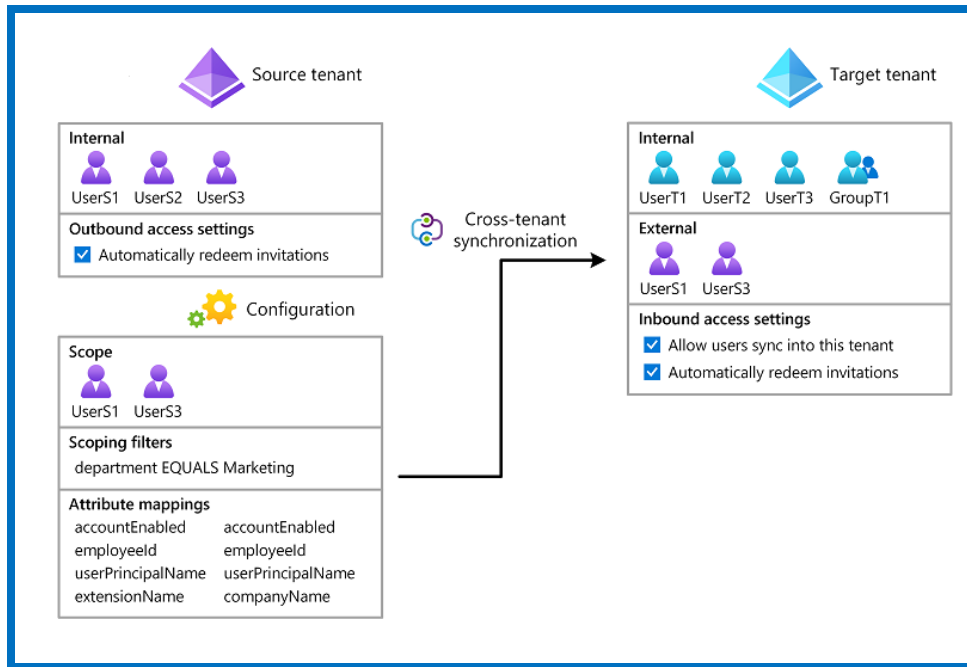 Source tenant
Internal
UserS1 UserS2 UserS3
Outbound access settings
Automatically redeem invitations
Configuration
Scope
UserS1 UserS3
Scoping filters
department EQUALS Marketing
Attribute mappings
accountEnabled accountEnabled
employeeId employeeId
userPrincipalName userPrincipalName
extensionName companyName
Cross-tenant
synchronization
Target tenant
Internal
UserT1 UserT2 UserT3 GroupT1
External
UserS1 UserS3
Inbound access settings
Allow users sync into this tenant
Automatically redeem invitations